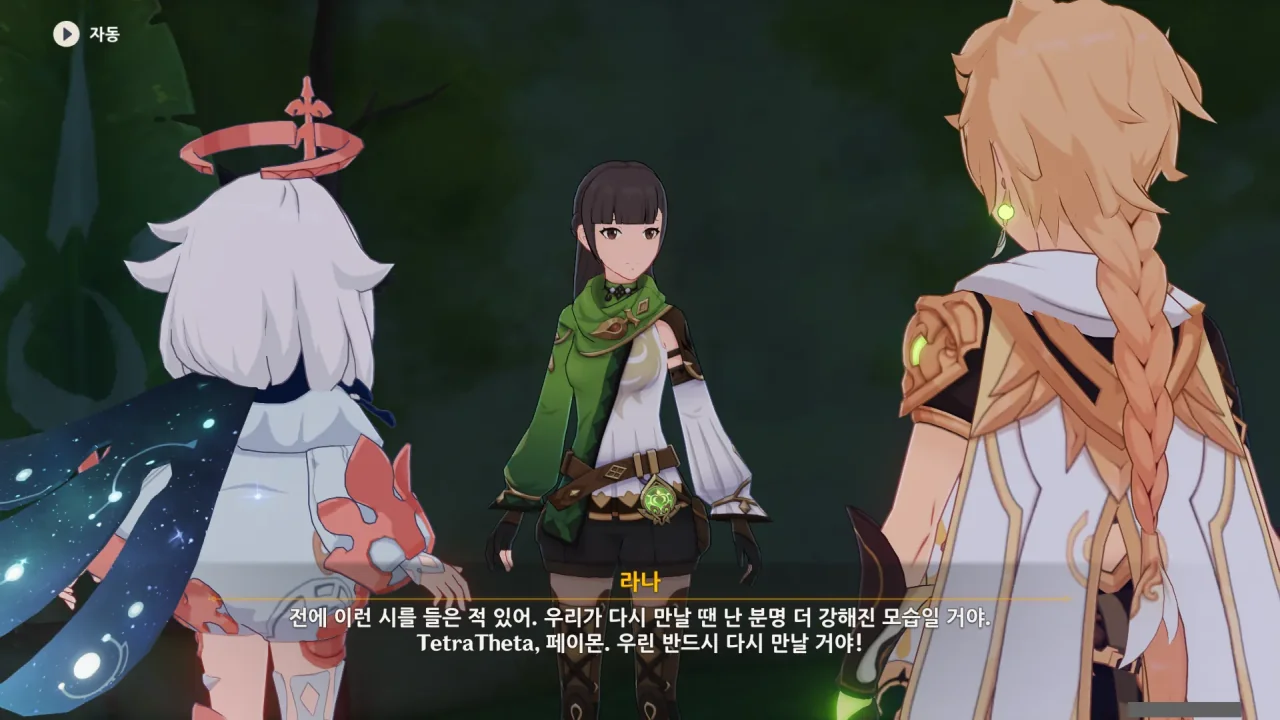 자동
라나
전에 이런 시를 들은 적 있어. 우리가 다시 만날 땐 난 분명 더 강해진 모습일 거야.
TetraTheta, 페이몬. 우린 반드시 다시 만날 거야!